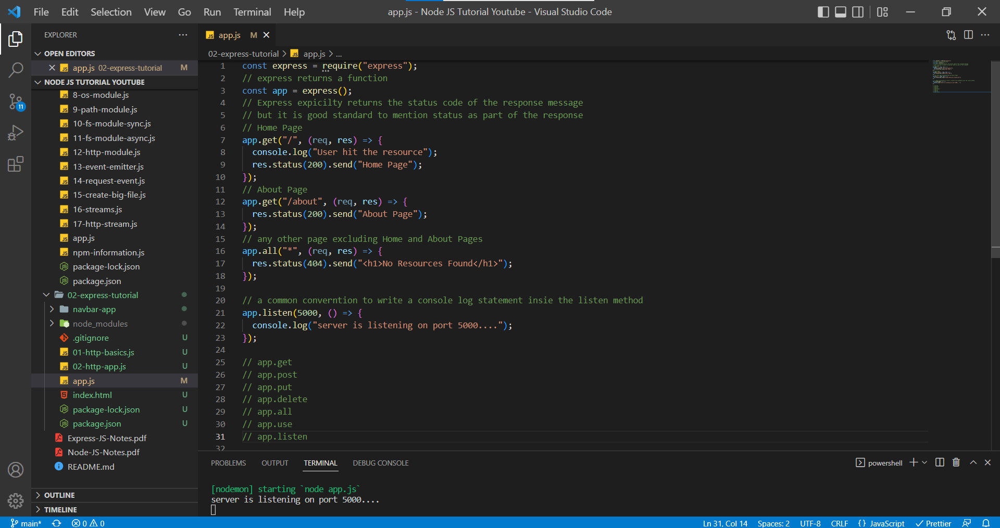 File Edit Selection View Go Run Terminal Help
app.js - Node JS Tutorial Youtube - Visual Studio Code
EXPLORER
OPEN EDITORS
app.js 02-express-tutorial M
NODE JS TUTORIAL YOUTUBE
8-os-module.js
9-path-module.js
10-fs-module-sync.js
11-fs-module-async.js
12-http-module.js
13-event-emitter.js
14-request-event.js
15-create-big-file.js
16-streams.js
17-http-stream.js
app.js
npm-information.js
package-lock.json
package.json
02-express-tutorial
navbar-app
node_modules
.gitignore U
01-http-basics.js U
02-http-app.js U
app.js M
index.html U
package-lock.json U
package.json U
Express-JS-Notes.pdf
Node-JS-Notes.pdf
README.md
OUTLINE
TIMELINE
11
app.js M
02-express-tutorial > app.js > ...
1 const express = require("express");
2 // express returns a function
3 const app = express();
4 // Express expicilty returns the status code of the response message
5 // but it is good standard to mention status as part of the response
6 // Home Page
7 app.get("/", (req, res) => {
8 console.log("User hit the resource");
9 res.status(200).send("Home Page");
10 });
11 // About Page
12 app.get("/about", (req, res) => {
13 res.status(200).send("About Page");
14 });
15 // any other page excluding Home and About Pages
16 app.all("*", (req, res) => {
17 res.status(404).send("<h1>No Resources Found</h1>");
18 });
19
20 // a common converntion to write a console log statement insie the listen method
21 app.listen(5000, () => {
22 console.log("server is listening on port 5000....");
23 });
24
25 // app.get
26 // app.post
27 // app.put
28 // app.delete
29 // app.all
30 // app.use
31 // app.listen
32
PROBLEMS OUTPUT TERMINAL DEBUG CONSOLE
powershell
[nodemon] starting `node app.js`
server is listening on port 5000....
main* 0 0
Ln 31, Col 14 Spaces: 2 UTF-8 CRLF {} JavaScript Prettier